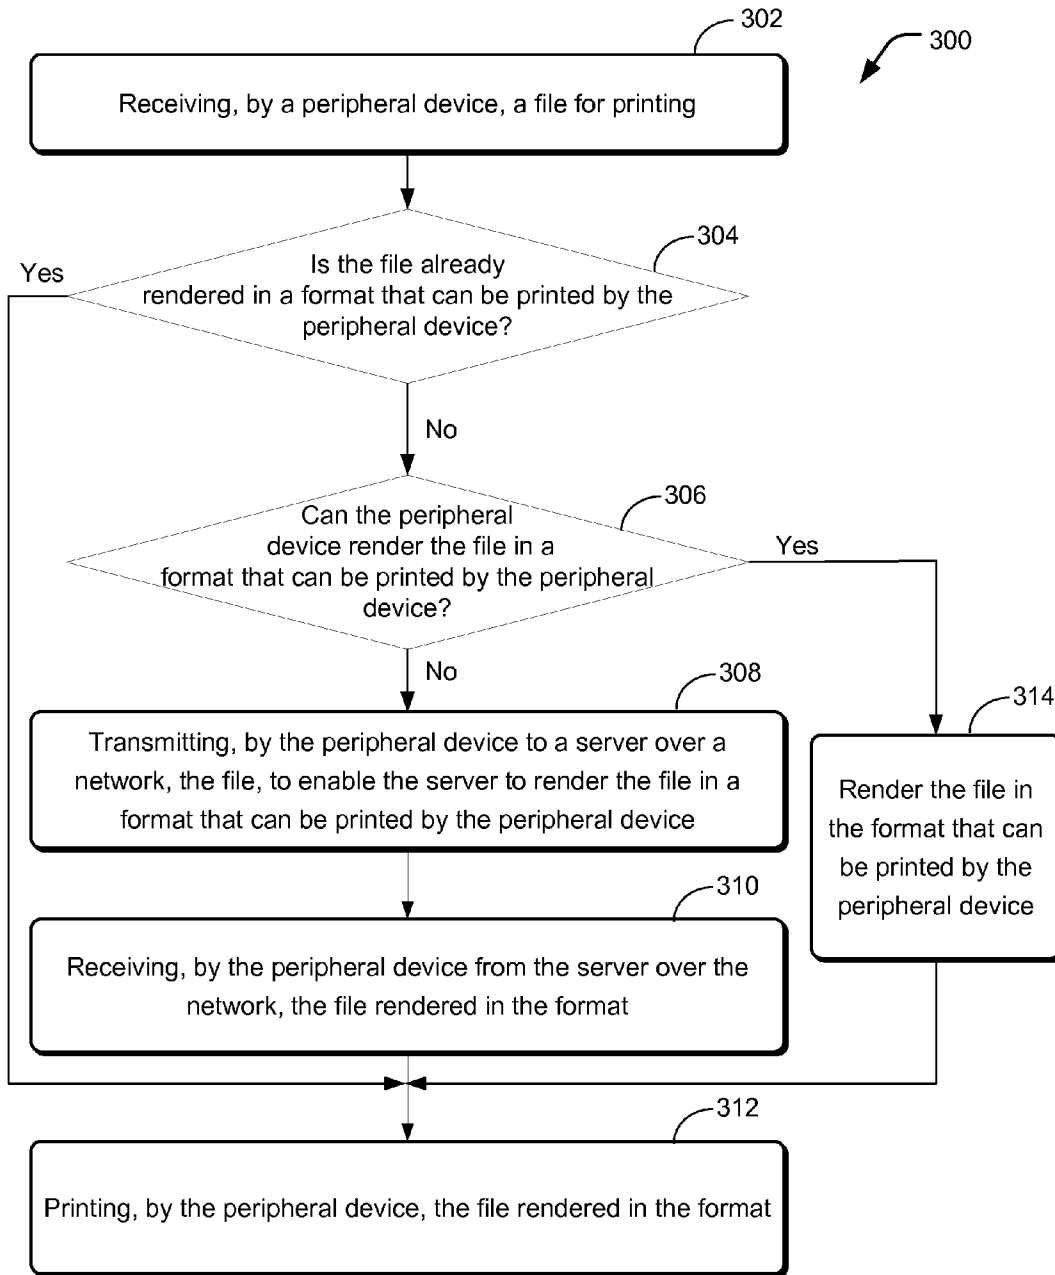 302
300
Receiving, by a peripheral device, a file for printing
304
Yes
Is the file already
rendered in a format that can be printed by the
peripheral device?
No
306
Can the peripheral
device render the file in a
format that can be printed by the peripheral
device?
Yes
No
308
314
Transmitting, by the peripheral device to a server over a
network, the file, to enable the server to render the file in a
format that can be printed by the peripheral device
Render the file in
the format that can
be printed by the
peripheral device
310
Receiving, by the peripheral device from the server over the
network, the file rendered in the format
312
Printing, by the peripheral device, the file rendered in the format